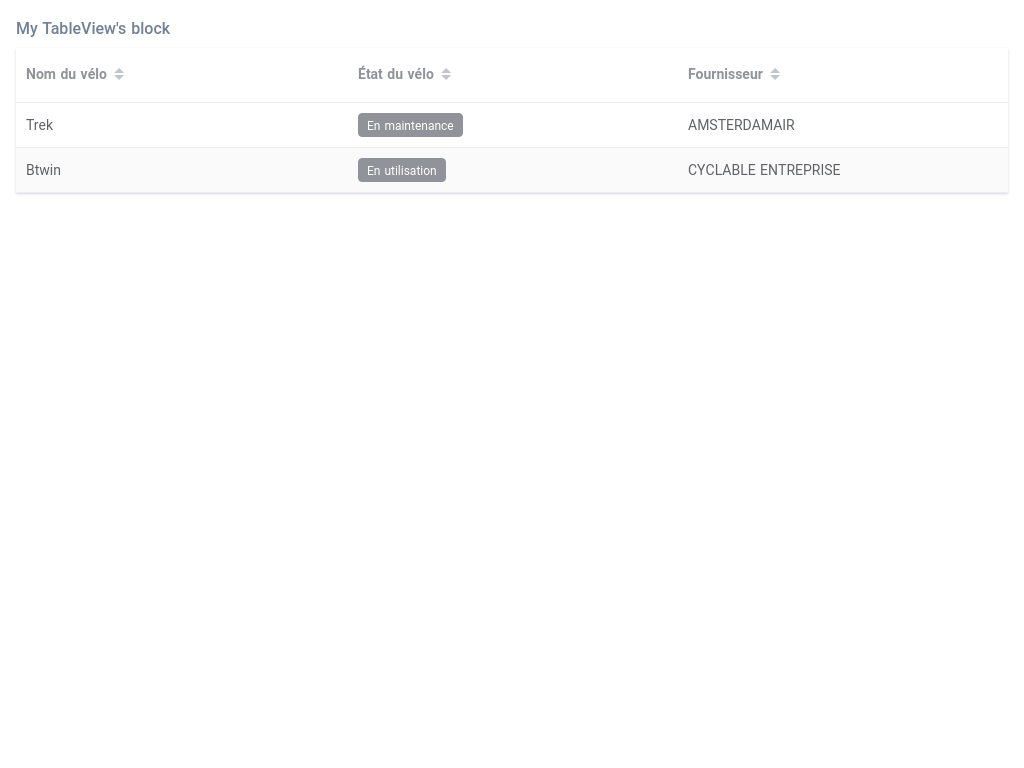 My TableView's block
Nom du vélo État du vélo Fournisseur
Trek En maintenance AMSTERDAMAIR
Btwin En utilisation CYCLABLE ENTREPRISE